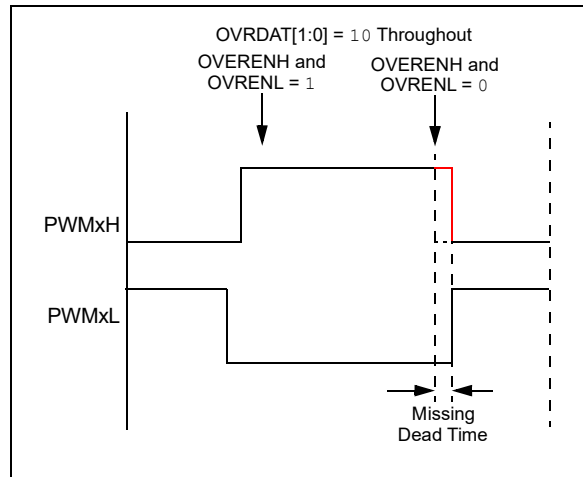 OVRDAT[1:0] = 10 Throughout
OVERENH and
OVRENL = 1
OVERENH and
OVRENL = 0
PWMxH
PWMxL
Missing
Dead Time